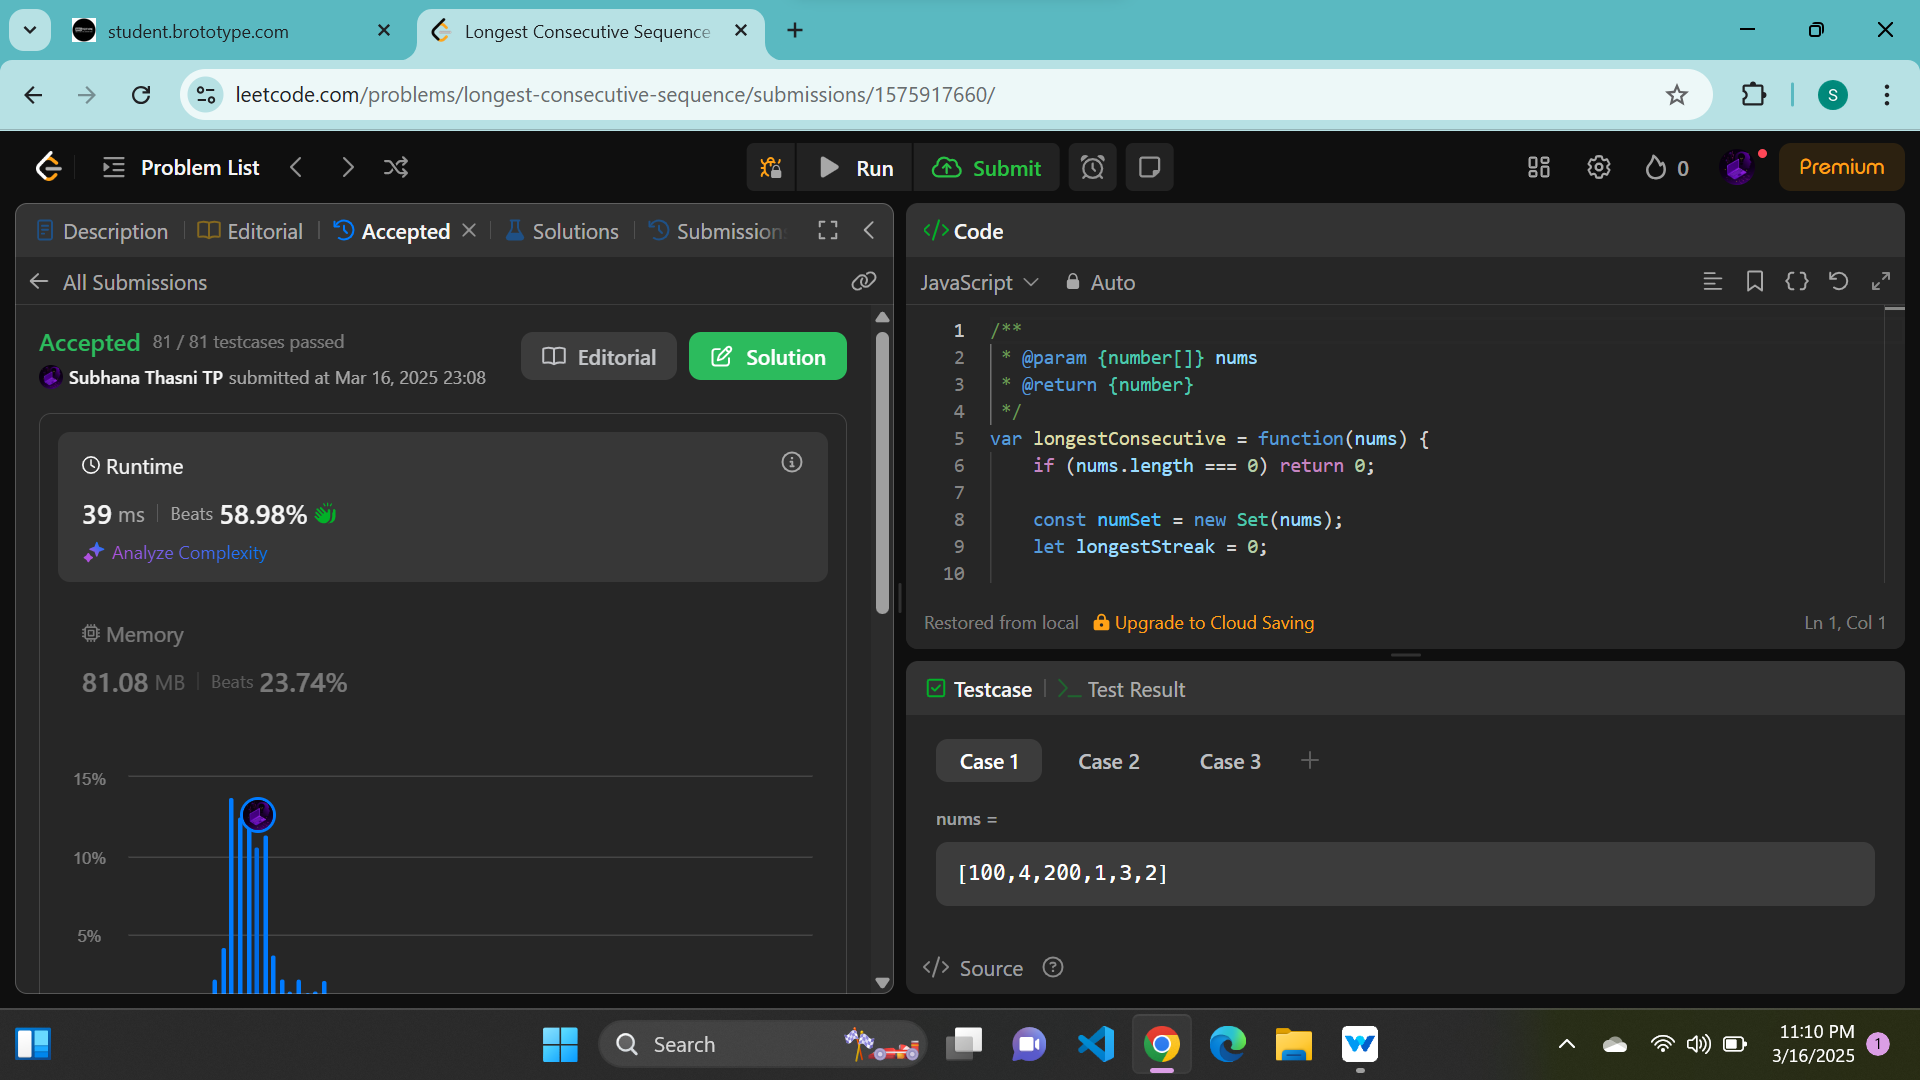 student.brototype.com
Longest Consecutive Sequence
leetcode.com/problems/longest-consecutive-sequence/submissions/1575917660/
S
Problem List
Run
Submit
0
Premium
Description
Editorial
Accepted
Solutions
Submissions
All Submissions
Accepted 81 / 81 testcases passed
Subhana Thasni TP submitted at Mar 16, 2025 23:08
Editorial
Solution
Runtime
39 ms
Beats 58.98%
Analyze Complexity
Memory
81.08 MB
Beats 23.74%
15%
10%
5%
</> Code
JavaScript
Auto
1 /**
2 * @param {number[]} nums
3 * @return {number}
4 */
5 var longestConsecutive = function(nums) {
6 if (nums.length === 0) return 0;
7
8 const numSet = new Set(nums);
9 let longestStreak = 0;
10
Restored from local
Upgrade to Cloud Saving
Ln 1, Col 1
Testcase
Test Result
Case 1
Case 2
Case 3
nums =
[100,4,200,1,3,2]
</> Source
Search
11:10 PM
3/16/2025
1